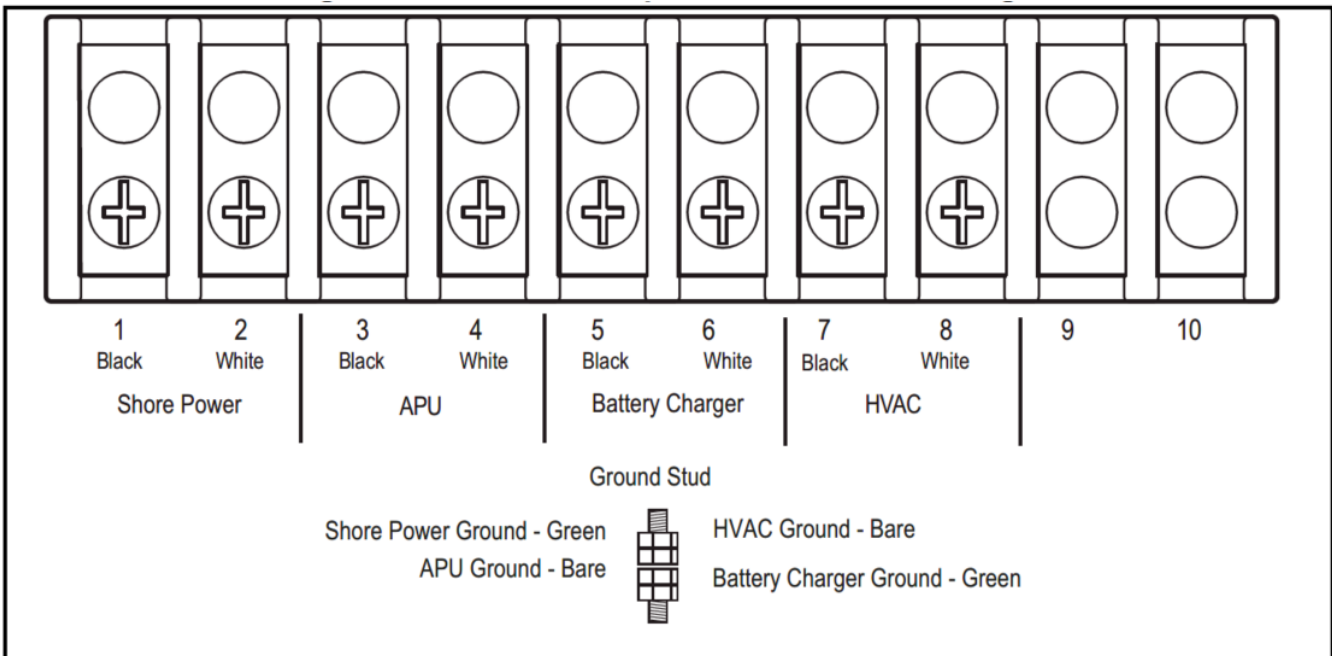 1 2 3 4 5 6 7 8 9 10
Black White Black White Black White Black White
Shore Power APU Battery Charger HVAC
Ground Stud
Shore Power Ground - Green HVAC Ground - Bare
APU Ground - Bare Battery Charger Ground - Green